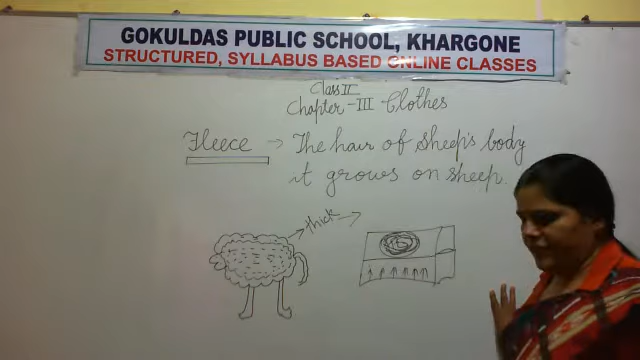 GOKULDAS PUBLIC SCHOOL, KHARGONE
STRUCTURED, SYLLABUS BASED ONLINE CLASSES
Class II
Chapter - III - Clothes
Fleece → The hair of sheep's body
it grows on sheep.
thick